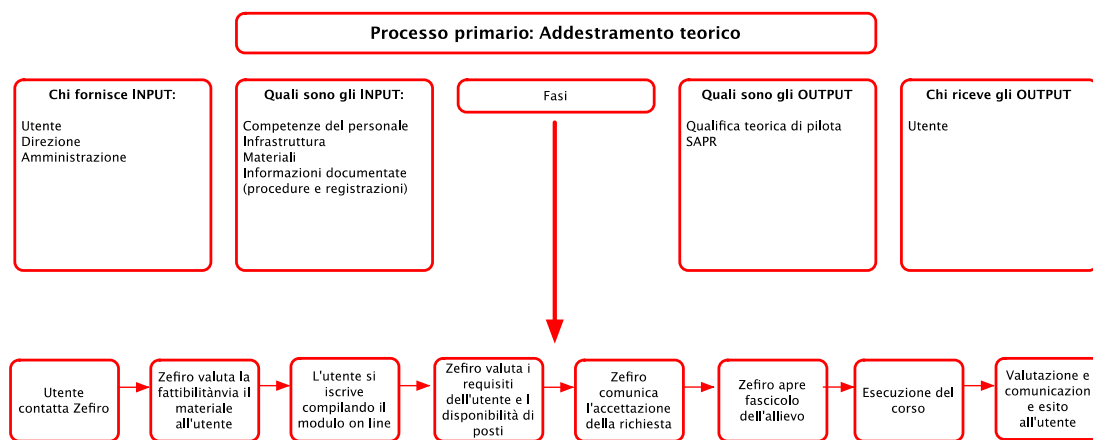 Processo primario: Addestramento teorico
Chi fornisce INPUT:
Utente
Direzione
Amministrazione
Quali sono gli INPUT:
Competenze del personale
Infrastruttura
Materiali
Informazioni documentate
(procedure e registrazioni)
Fasi
Quali sono gli OUTPUT
Qualifica teorica di pilota
SAPR
Chi riceve gli OUTPUT
Utente
Utente
contatta Zefiro
Zefiro valuta la
fattibilitànvia il
materiale
all'utente
L'utente si
iscrive
compilando il
modulo on line
Zefiro valuta i
requisiti
dell'utente e l
disponibilità di
posti
Zefiro
comunica
l'accettazione
della richiesta
Zefiro apre
fascicolo
dell'allievo
Esecuzione del
corso
Valutazione e
comunicazion
e esito
all'utente